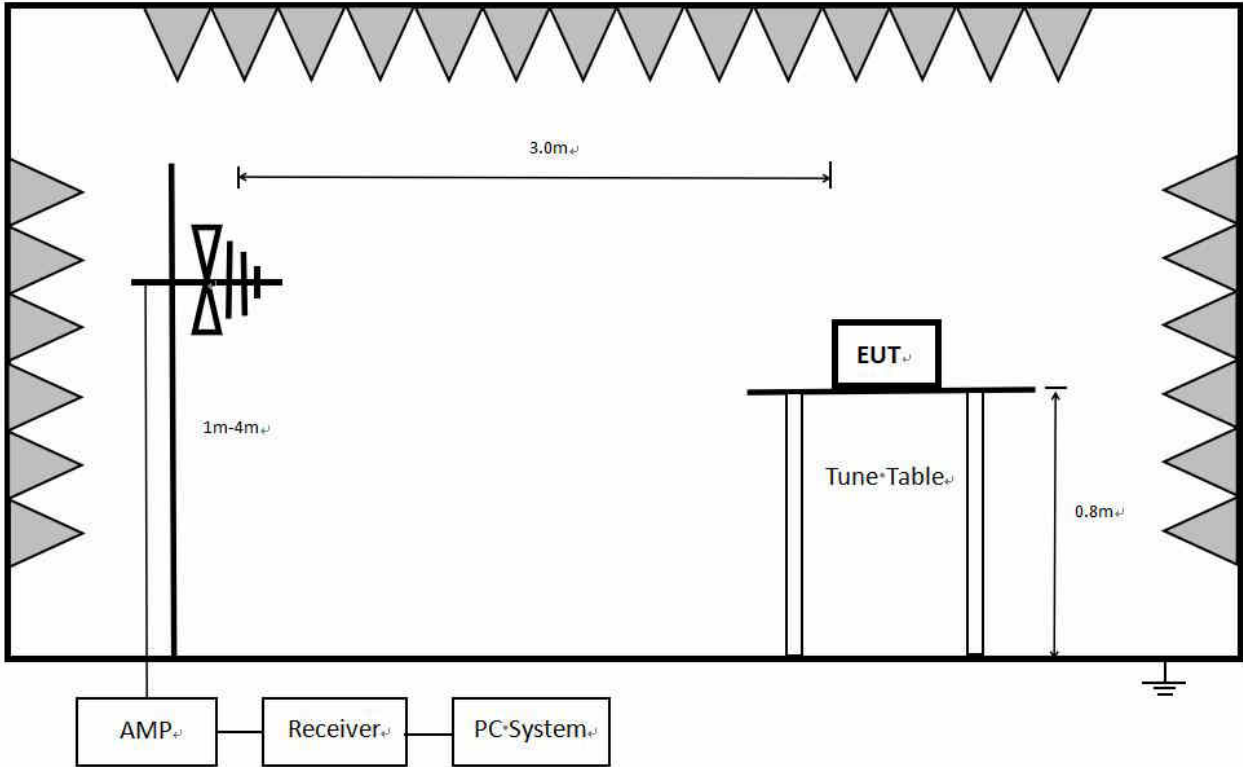 3.0m
EUT
1m-4m
Tune Table
0.8m
AMP
Receiver
PC System